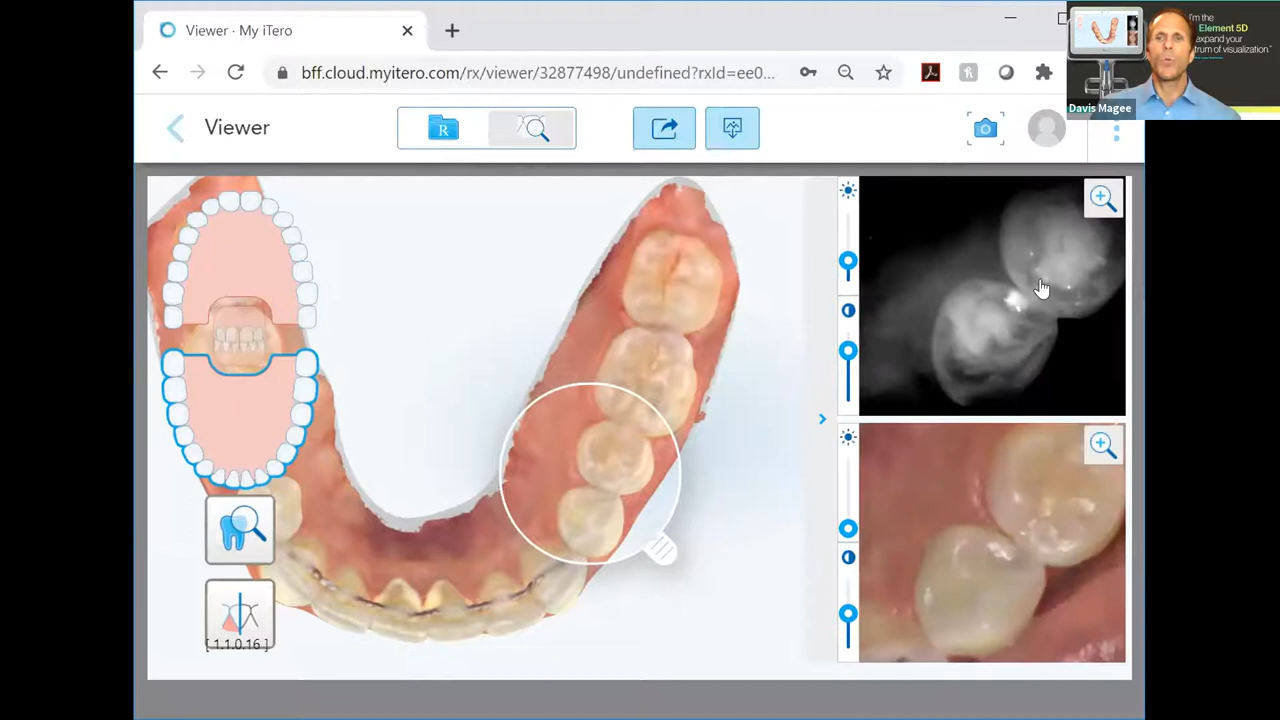 Viewer · My iTero
bff.cloud.myitero.com/rx/viewer/32877498/undefined?rxId=ee0...
Viewer
R
[ 1.1.0.16 ]
I'm the
Element 5D
expand your
trum of visualization."
Davis Magee